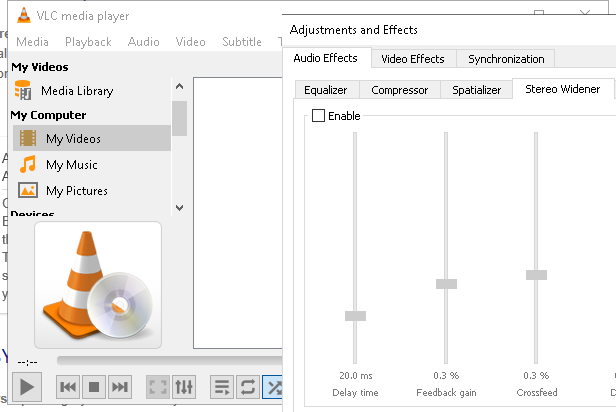 VLC media player
Media Playback Audio Video Subtitle
My Videos
Media Library
My Computer
My Videos
My Music
My Pictures
Devices
--:--
Adjustments and Effects
Audio Effects Video Effects Synchronization
Equalizer Compressor Spatializer Stereo Widener
Enable
20.0 ms 0.3 % 0.3 %
Delay time Feedback gain Crossfeed